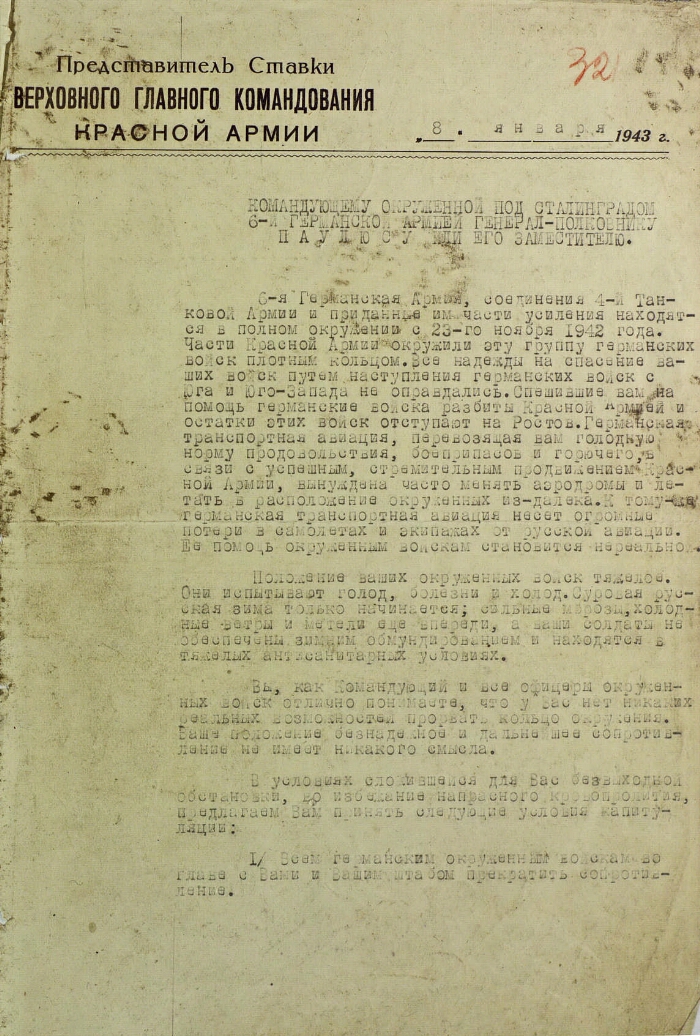 Представитель Ставки
ВЕРХОВНОГО ГЛАВНОГО КОМАНДОВАНИЯ
КРАСНОЙ АРМИИ
32
„ 8. января 1943 г.
КОМАНДУЮЩЕМУ ОКРУЖЕННОЙ ПОД СТАЛИНГРАДОМ
6-Й ГЕРМАНСКОЙ АРМИЕЙ ГЕНЕРАЛ-ПОЛКОВНИКУ
ПАУЛЮСУ ИЛИ ЕГО ЗАМЕСТИТЕЛЮ.
6-я Германская Армия, соединения 4-й Тан-
ковой Армии и приданные им части усиления находят-
ся в полном окружении с 23-го ноября 1942 года.
Части Красной Армии окружили эту группу германских
войск плотным кольцом.Все надежды на спасение ва-
ших войск путем наступления германских войск с
Юга и Юго-Запада не оправдались.Спешившие вам на
помощь германские войска разбиты Красной Армией и
остатки этих войск отступают на Ростов.Германская
транспортная авиация, перевозящая вам голодную
норму продовольствия, боеприпасов и горючего,в
связи с успешным, стремительным продвижением Крас-
ной Армии, вынуждена часто менять аэродромы и ле-
тать в расположение окруженных из-далека.К тому-же
германская транспортная авиация несет огромные
потери в самолетах и экипажах от русской авиации.
Ее помощь окруженным войскам становится нереальной.
Положение ваших окруженных войск тяжелое.
Они испытывают голод, болезни и холод.Суровая рус-
ская зима только начинается; сильные морозы,холод-
ные ветры и метели еще впереди, а ваши солдаты не
обеспечены зимним обмундированием и находятся в
тяжелых антисанитарных условиях.
Вы, как Командующий и все офицеры окружен-
ных войск отлично понимаете, что у вас нет никаких
реальных возможностей прорвать кольцо окружения.
Ваше положение безнадежное и дальнейшее сопротив-
ление не имеет никакого смысла.
В условиях сложившейся для Вас безвыходной
обстановки, во избежание напрасного кровопролития,
предлагаем Вам принять следующие условия капиту-
ляции:
1/ Всем германским окруженным войскам во
главе с Вами и Вашим штабом прекратить сопротив-
ление.